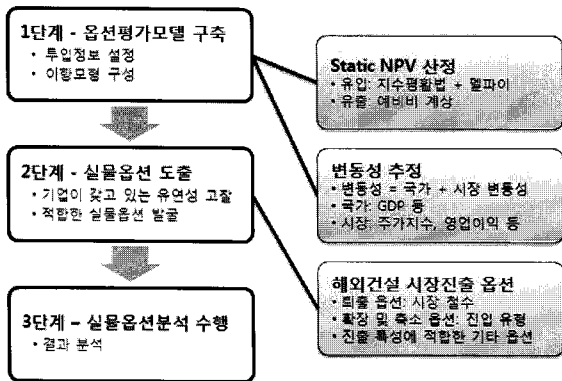 1단계 - 옵션평가모델 구축
• 투입정보 설정
• 이항모형 구성
2단계 - 실물옵션 도출
• 기업이 갖고 있는 유연성 고찰
• 적합한 실물옵션 발굴
3단계 – 실물옵션분석 수행
• 결과 분석
Static NPV 산정
• 유입: 지수평활법 + 델파이
• 유출: 예비비 계상
변동성 추정
• 변동성 = 국가 + 시장 변동성
• 국가: GDP 등
• 시장: 주가지수, 영업이익 등
해외건설 시장진출 옵션
• 퇴출 옵션: 시장 철수
• 확장 및 축소 옵션: 진입 유형
• 진출 특성에 적합한 기타 옵션